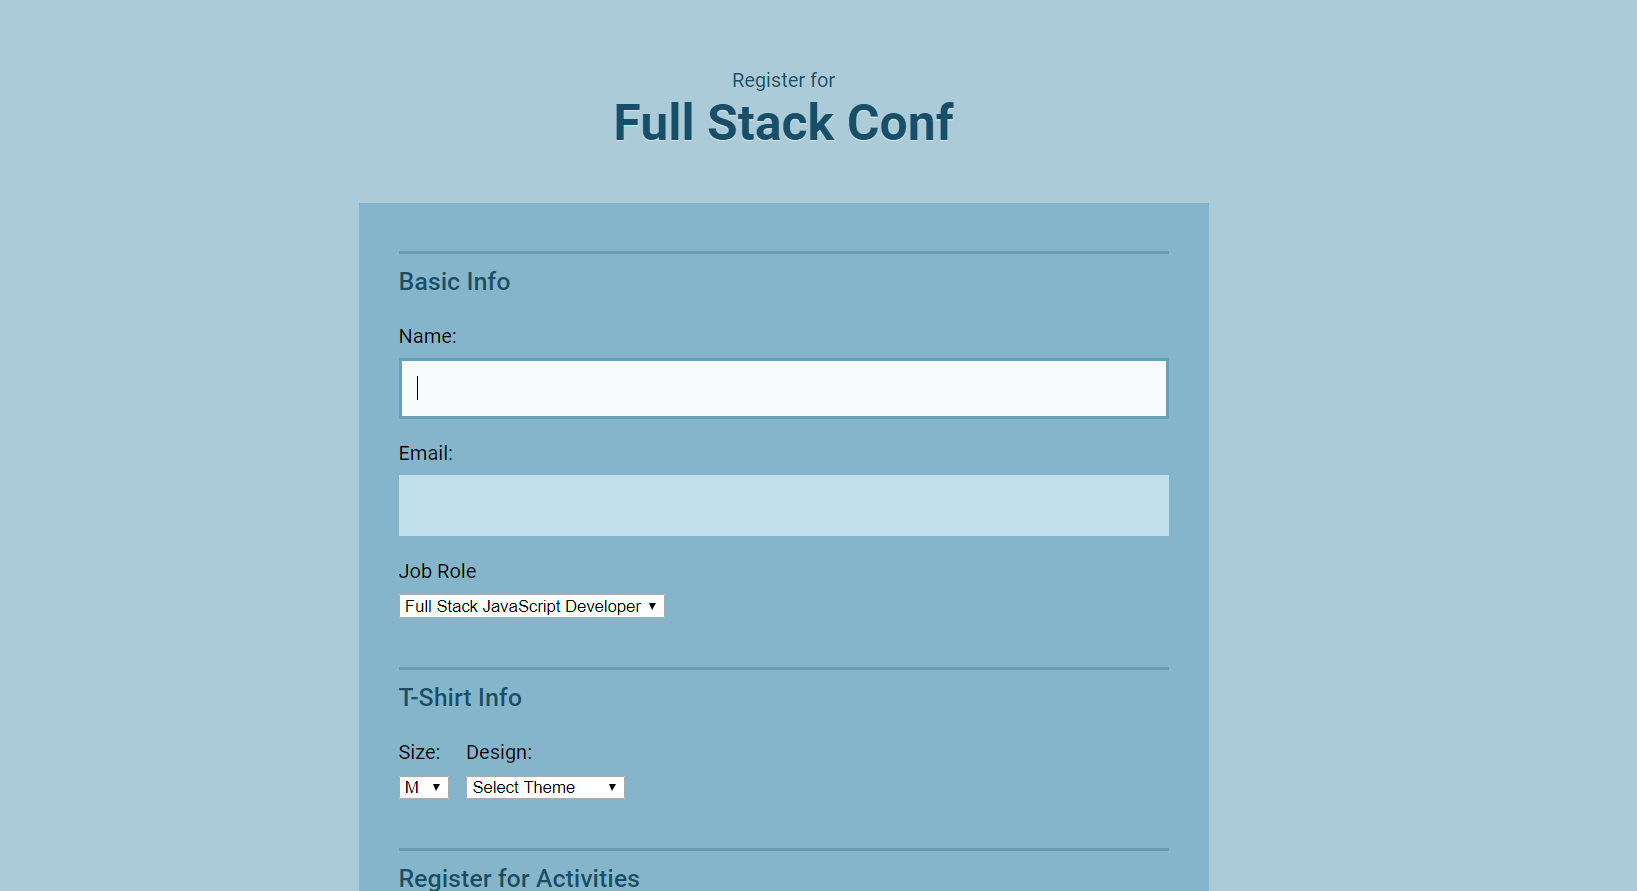 Register for
Full Stack Conf
Basic Info
Name:
Email:
Job Role
Full Stack JavaScript Developer
T-Shirt Info
Size: Design:
M Select Theme
Register for Activities